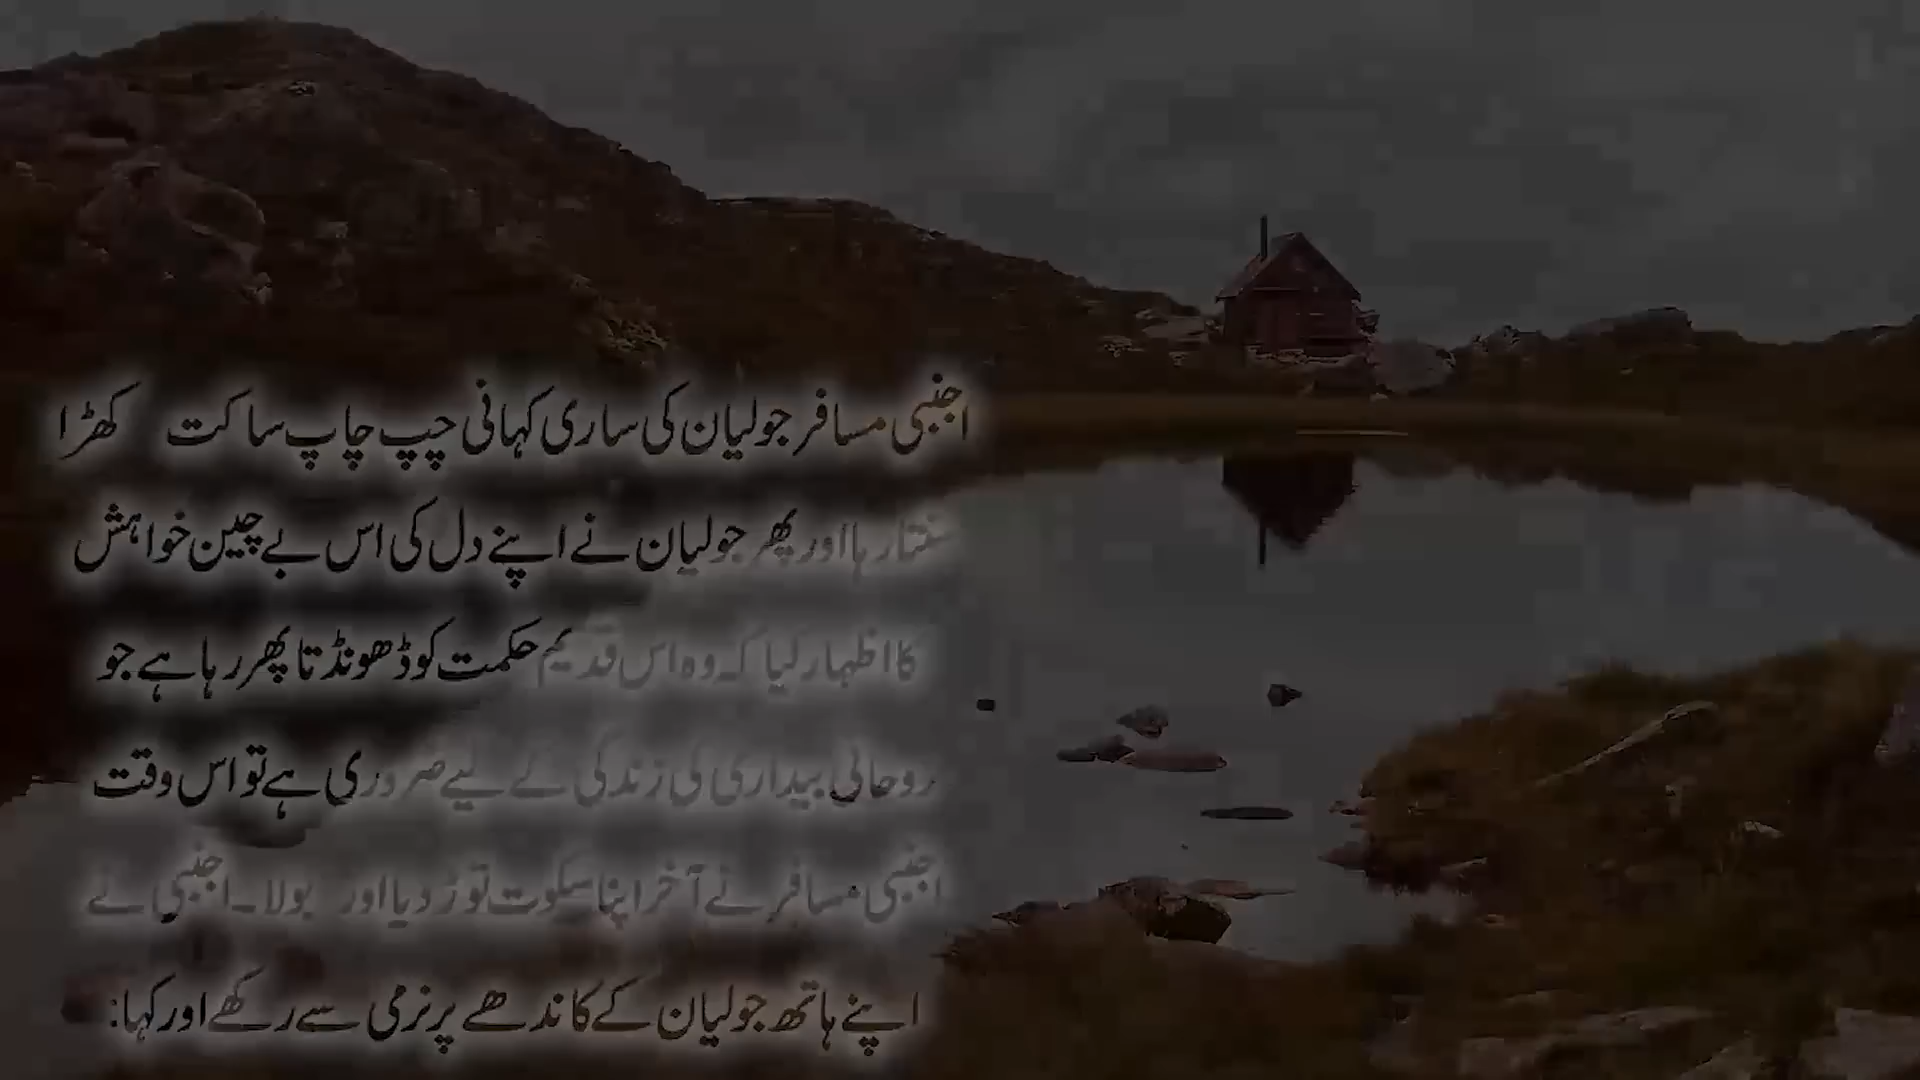 اجنبی مسافر جولیان کی ساری کہانی چپ چاپ ساکت کھڑا
سنتا رہا اور پھر جولیان نے اپنے دل کی اس بے چین خواہش
کا اظہار کیا کہ وہ اس قدیم حکمت کو ڈھونڈتا پھر رہا ہے جو
روحانی بیداری کی زندگی کے لیے ضروری ہے تو اس وقت
اجنبی مسافر نے آخر اپنا سکوت توڑ دیا اور بولا۔ اجنبی نے
اپنے ہاتھ جولیان کے کاندھے پر نرمی سے رکھے اور کہا: